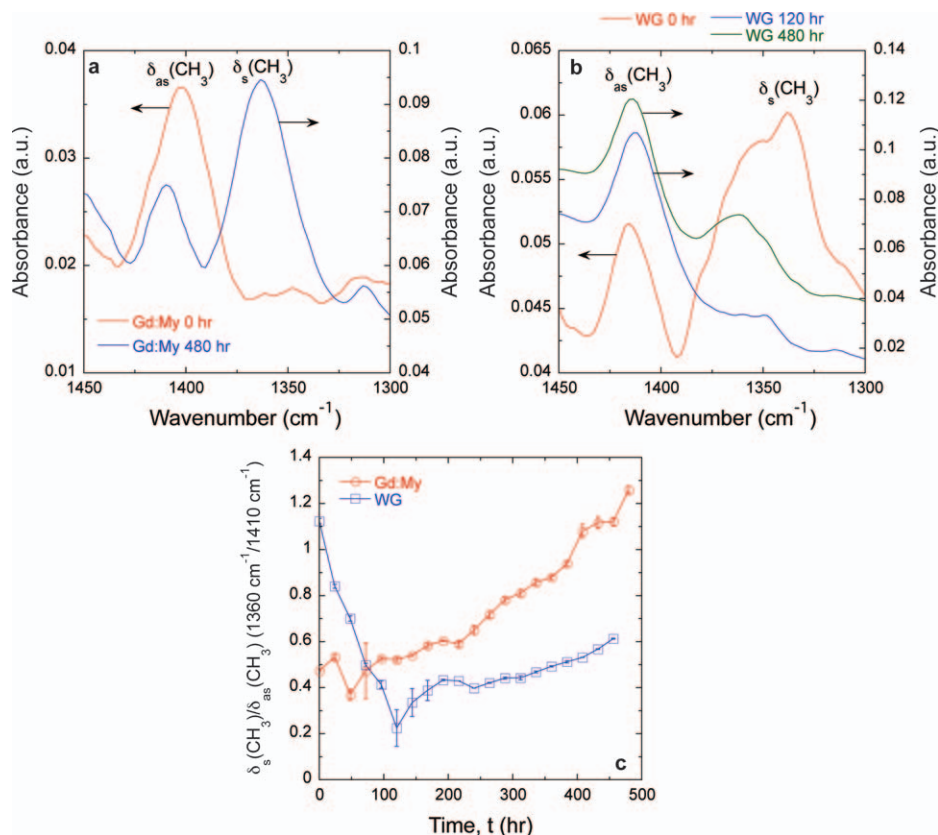 WG 0 hr
WG 120 hr
WG 480 hr
a
δas(CH3)
δs(CH3)
0.04
0.03
0.02
0.01
0.1
0.09
0.08
0.07
0.06
0.05
0.04
Absorbance (a.u.)
Absorbance (a.u.)
Gd:My 0 hr
Gd:My 480 hr
1450 1400 1350 1300
Wavenumber (cm-1)
b
δas(CH3)
δs(CH3)
0.065
0.06
0.055
0.05
0.045
0.04
0.14
0.12
0.1
0.08
0.06
0.04
0.02
Absorbance (a.u.)
Absorbance (a.u.)
1450 1400 1350 1300
Wavenumber (cm-1)
δs(CH3)/δas(CH3) (1360 cm-1/1410 cm-1)
1.4
1.2
1
0.8
0.6
0.4
0.2
0
Gd:My
WG
c
0 100 200 300 400 500
Time, t (hr)